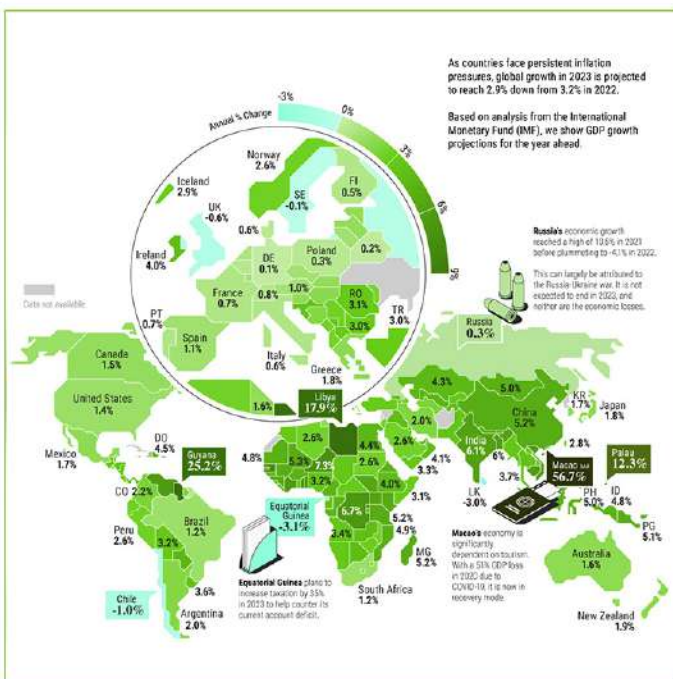 As countries face persistent inflation
pressures, global growth in 2023 is projected
to reach 2.9% down from 3.2% in 2022.
Based on analysis from the International
Monetary Fund (IMF), we show GDP growth
projections for the year ahead.
Annual % Change
-3%
0%
3%
6%
9%
Norway
2.6%
Iceland
2.9%
UK
-0.6%
SE
-0.1%
FI
0.5%
0.6%
Ireland
4.0%
DE
0.1%
Poland
0.3%
0.2%
France
0.7%
0.8%
1.0%
RO
3.1%
3.0%
TR
3.0%
PT
0.7%
Spain
1.1%
Italy
0.6%
Greece
1.8%
Data not available
Russia's economic growth
before plummeting to -4.1% in 2022.
This can largely be attributed to
the Russia-Ukraine war. It is not
expected to end in 2023, and
neither are the economic losses.
Russia
0.3%
Canada
1.5%
United States
1.4%
Mexico
1.7%
DO
4.5%
Guyana
25.2%
CO 2.2%
Peru
2.6%
Brazil
1.2%
3.2%
3.6%
Chile
-1.0%
Argentina
2.0%
1.6%
Libya
17.9%
4.8%
2.6%
4.4%
5.3%
7.3%
2.6%
3.2%
4.0%
3.1%
Equatorial
Guinea
-3.1%
6.7%
3.4%
5.2%
4.9%
MG
5.2%
South Africa
1.2%
Equatorial Guinea plans to
increase taxation by 35%
in 2023 to help counter its
current account deficit.
4.3%
5.0%
2.0%
2.6%
4.1%
3.3%
China
5.2%
KR
1.7%
Japan
1.8%
India
6.1%
6%
2.8%
LK
-3.0%
3.7%
Macao SAR
56.7%
Palau
12.3%
PH
5.0%
ID
4.8%
PG
5.1%
Macao's economy is
significantly
dependent on tourism.
With a 51% GDP loss
in 2020 due to
COVID-19, it is now in
recovery mode.
Australia
1.6%
New Zealand
1.9%